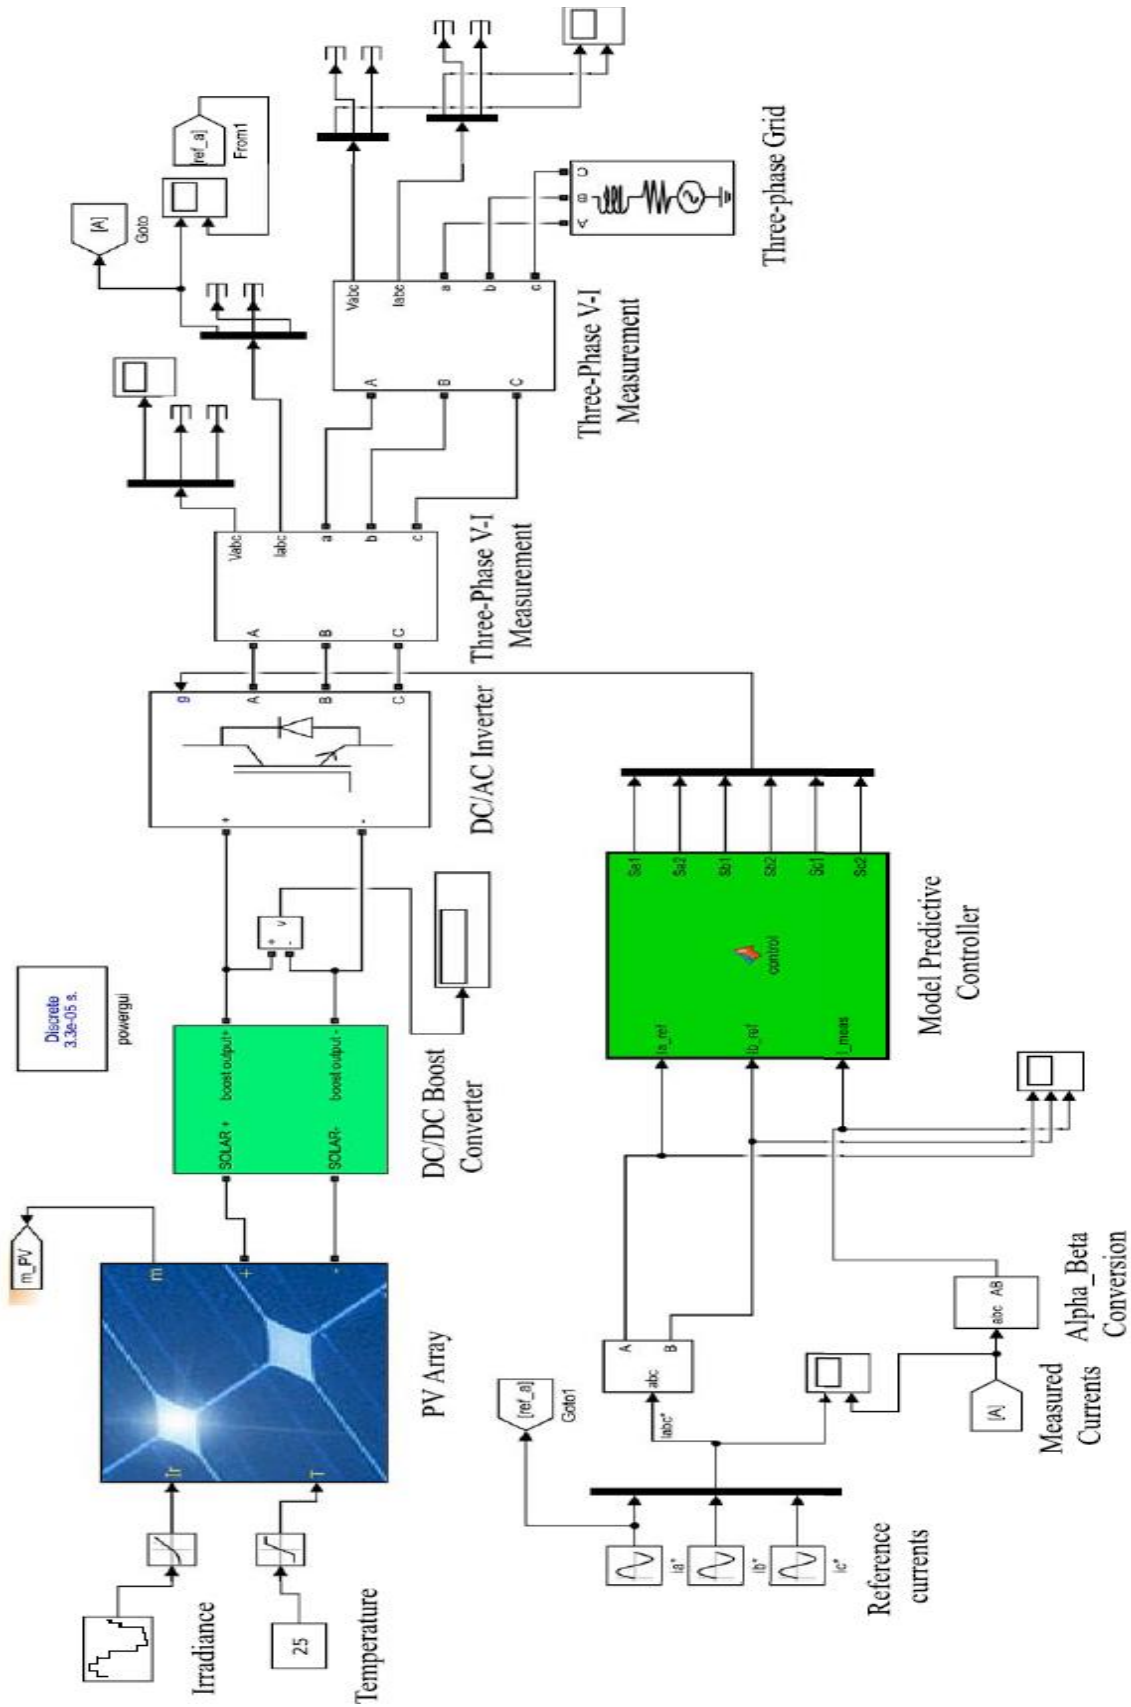 Irradiance
25
Temperature
Ir
T
m
+
-
PV Array
m_PV
Discrete
3.3e-05 s.
powergui
SOLAR +
SOLAR-
boost output+
boost output -
DC/DC Boost
Converter
+
-
v
+
-
g
A
B
C
DC/AC Inverter
A
B
C
Vabc
Iabc
a
b
c
Three-Phase V-I
Measurement
[A]
Goto
[ref_a]
From1
A
B
C
Vabc
Iabc
a
b
c
Three-Phase V-I
Measurement
A
B
C
Three-phase Grid
ia*
ib*
ic*
Reference
currents
[ref_a]
Goto1
Iabc*
abc
A
B
[A]
Measured
Currents
abc AB
Alpha_Beta
Conversion
Ia_ref
Ib_ref
I_meas
control
Sa1
Sa2
Sb1
Sb2
Sc1
Sc2
Model Predictive
Controller